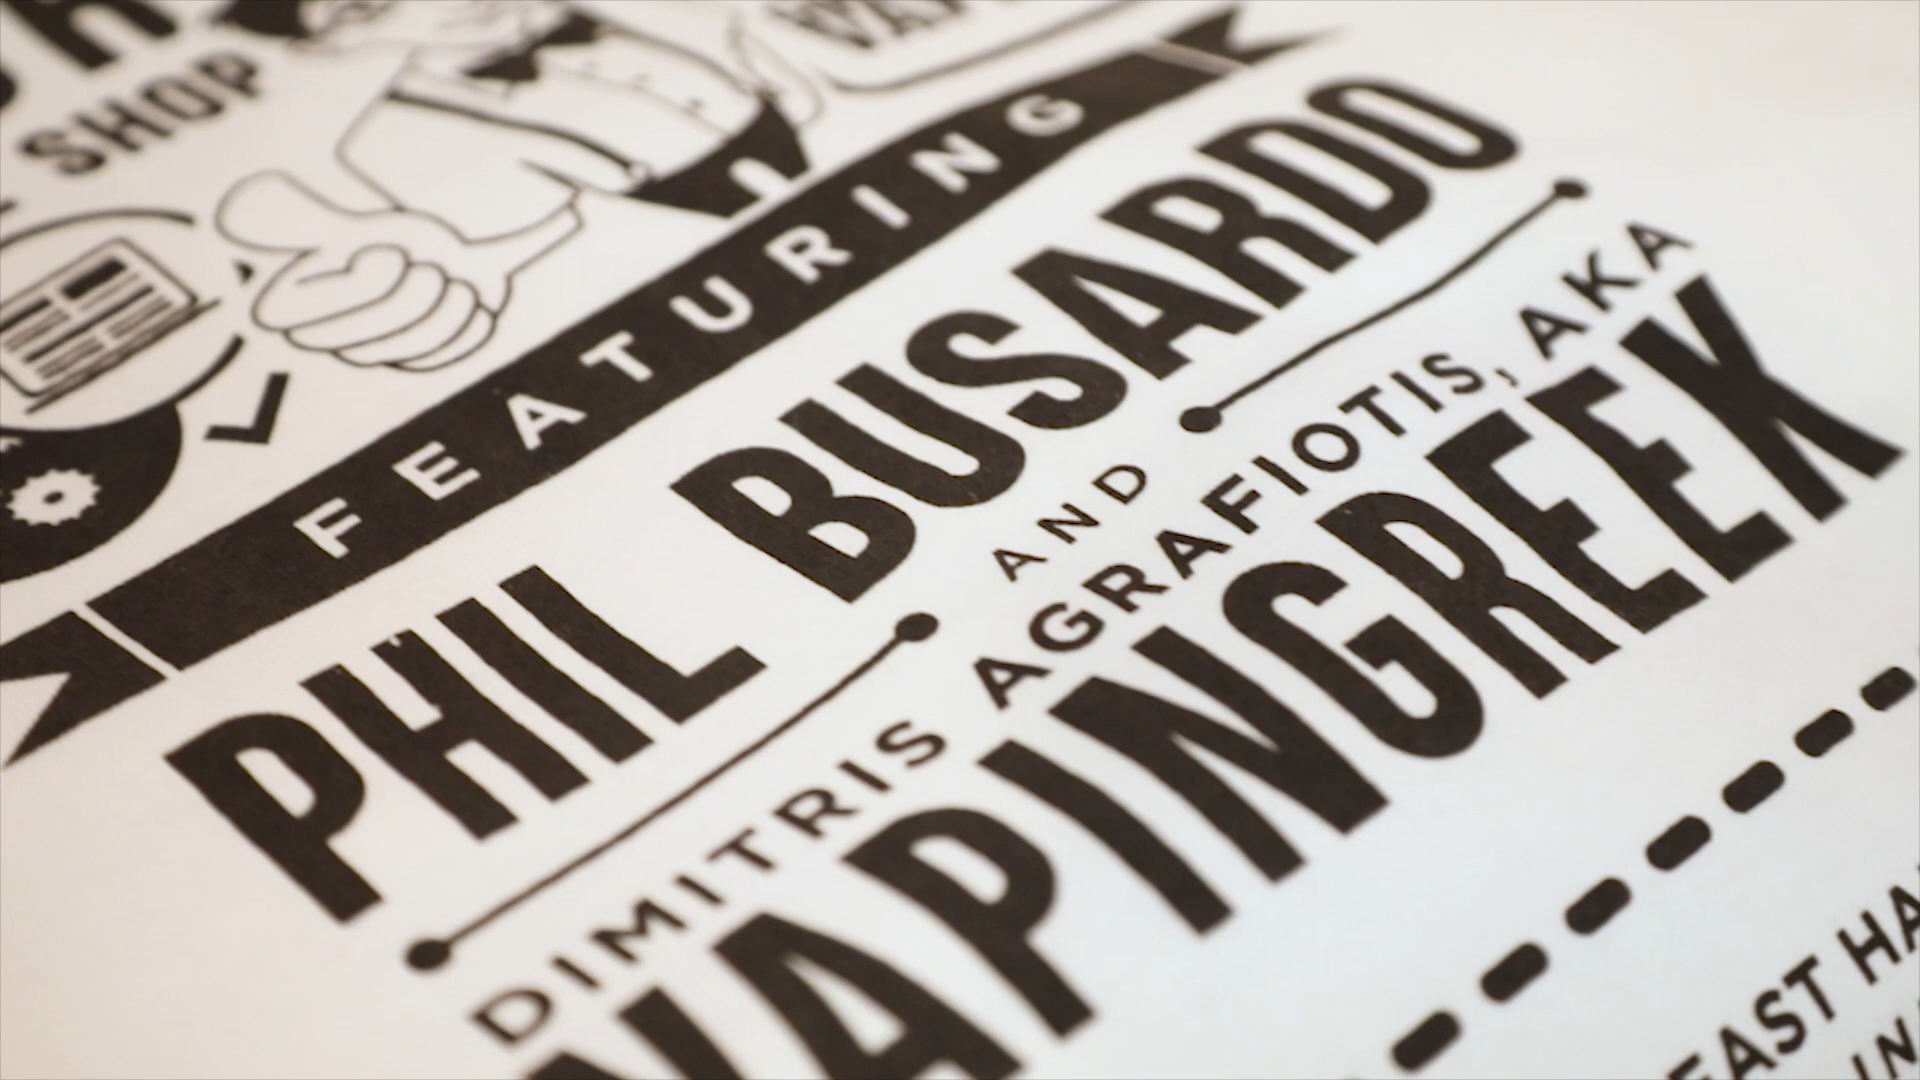 SHOP
FEATURING
PHIL BUSARDO
AND
DIMITRIS AGRAFIOTIS, AKA
VAPINGREEK